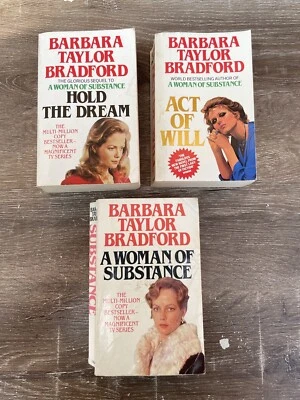 BARBARA
TAYLOR
BRADFORD
THE GLORIOUS SEQUEL TO
A WOMAN OF SUBSTANCE
HOLD
THE DREAM
THE
MULTI-MILLION
COPY
BESTSELLER–
NOW A
MAGNIFICENT
TV SERIES
BARBARA
TAYLOR
BRADFORD
WORLD BESTSELLING AUTHOR OF
A WOMAN OF SUBSTANCE
ACT OF
WILL
BARBARA
TAYLOR
BRADFORD
A WOMAN OF
SUBSTANCE
THE
MULTI-MILLION
COPY
BESTSELLER–
NOW A
MAGNIFICENT
TV SERIES
SUBSTANCE